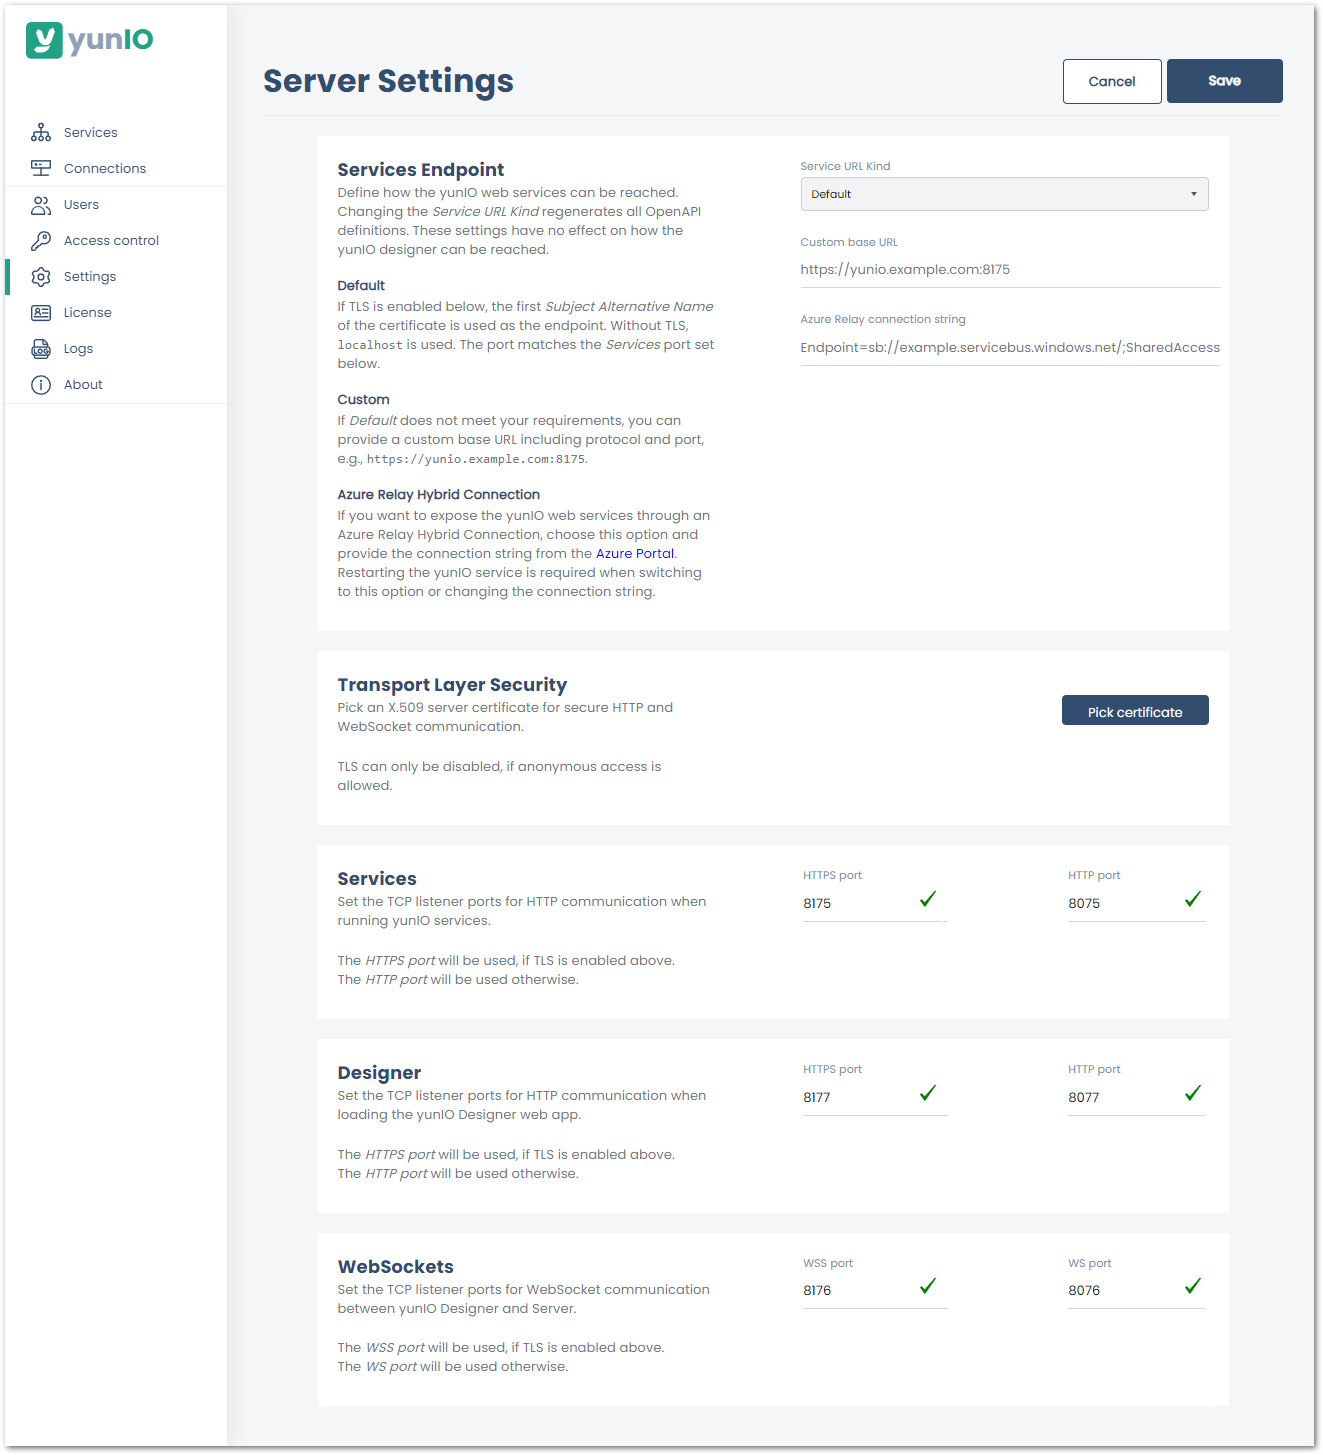 yunIO
Services
Connections
Users
Access control
Settings
License
Logs
About
Server Settings
Cancel
Save
Services Endpoint
Define how the yunIO web services can be reached.
Changing the Service URL Kind regenerates all OpenAPI
definitions. These settings have no effect on how the
yunIO designer can be reached.
Default
If TLS is enabled below, the first Subject Alternative Name
of the certificate is used as the endpoint. Without TLS,
localhost is used. The port matches the Services port set
below.
Custom
If Default does not meet your requirements, you can
provide a custom base URL including protocol and port,
e.g., https://yunio.example.com:8175.
Azure Relay Hybrid Connection
If you want to expose the yunIO web services through an
Azure Relay Hybrid Connection, choose this option and
provide the connection string from the Azure Portal.
Restarting the yunIO service is required when switching
to this option or changing the connection string.
Service URL Kind
Default
Custom base URL
https://yunio.example.com:8175
Azure Relay connection string
Endpoint=sb://example.servicebus.windows.net/;SharedAccess
Transport Layer Security
Pick an X.509 server certificate for secure HTTP and
WebSocket communication.
TLS can only be disabled, if anonymous access is
allowed.
Pick certificate
Services
Set the TCP listener ports for HTTP communication when
running yunIO services.
The HTTPS port will be used, if TLS is enabled above.
The HTTP port will be used otherwise.
HTTPS port
8175
HTTP port
8075
Designer
Set the TCP listener ports for HTTP communication when
loading the yunIO Designer web app.
The HTTPS port will be used, if TLS is enabled above.
The HTTP port will be used otherwise.
HTTPS port
8177
HTTP port
8077
WebSockets
Set the TCP listener ports for WebSocket communication
between yunIO Designer and Server.
The WSS port will be used, if TLS is enabled above.
The WS port will be used otherwise.
WSS port
8176
WS port
8076